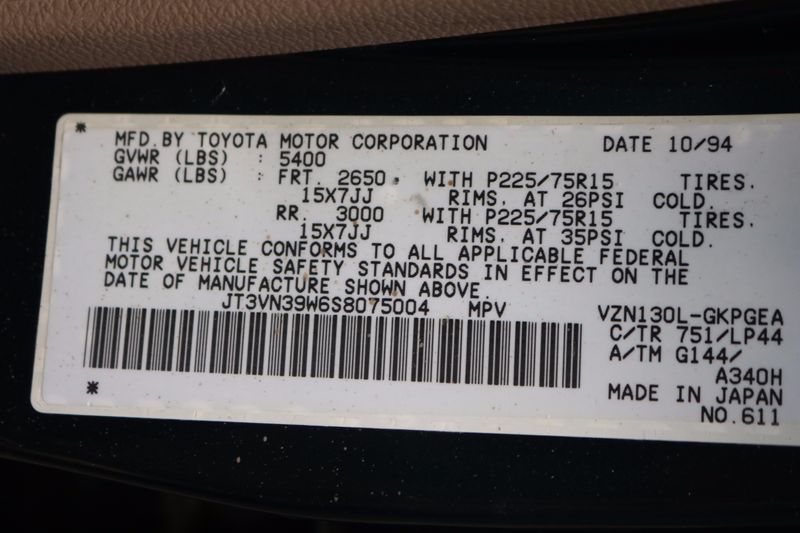 MFD.BY TOYOTA MOTOR CORPORATION DATE 10/94
GVWR (LBS) : 5400
GAWR (LBS) : FRT. 2650 WITH P225/75R15 TIRES.
15X7JJ RIMS. AT 26PSI COLD.
RR. 3000 WITH P225/75R15 TIRES.
15X7JJ RIMS. AT 35PSI COLD.
THIS VEHICLE CONFORMS TO ALL APPLICABLE FEDERAL
MOTOR VEHICLE SAFETY STANDARDS IN EFFECT ON THE
DATE OF MANUFACTURE SHOWN ABOVE.
JT3VN39W6S8075004 MPV VZN130L-GKPGEA
C/TR 751/LP44
A/TM G144/
A340H
MADE IN JAPAN
NO.611